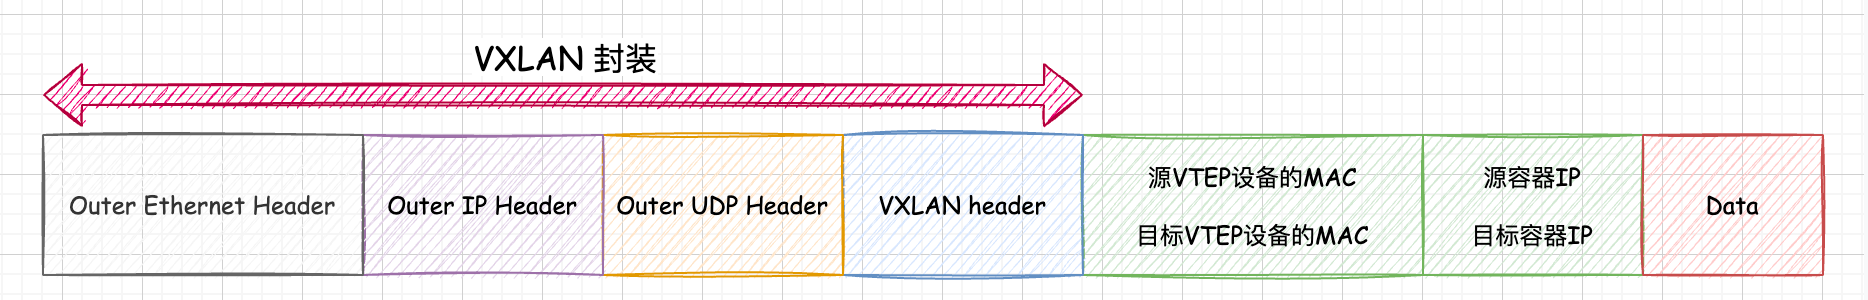 VXLAN 封装
Outer Ethernet Header
Outer IP Header
Outer UDP Header
VXLAN header
源VTEP设备的MAC
目标VTEP设备的MAC
源容器IP
目标容器IP
Data